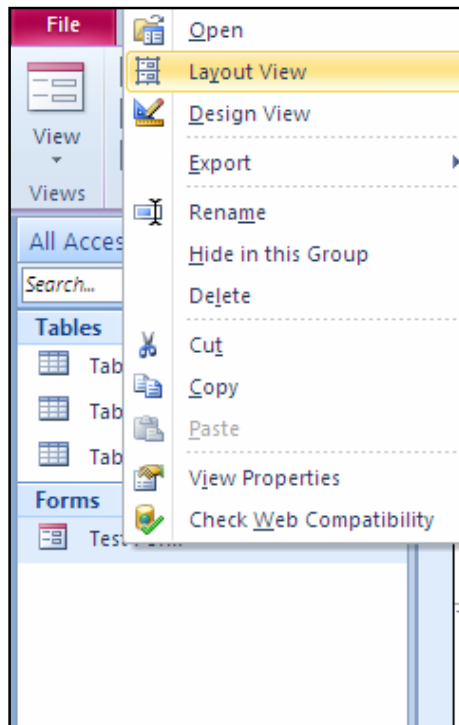 File
View
Views
All Acces
Search...
Tables
Tab
Tab
Tab
Forms
Open
Layout View
Design View
Export
Rename
Hide in this Group
Delete
Cut
Copy
Paste
View Properties
Check Web Compatibility